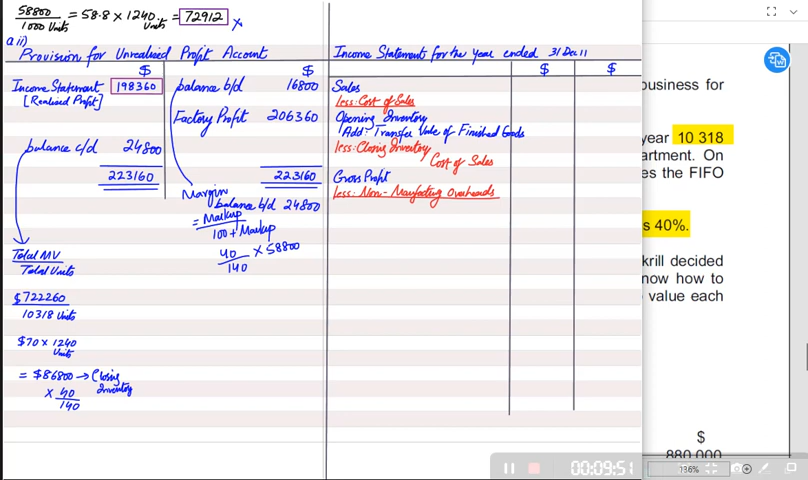 58800 / 1000 Units = 58.8 x 1240 Units = 72912 x
a ii)
Provision for Unrealised Profit Account
$ $
Income Statement 198360 balance b/d 16800
[Realised Profit]
Factory Profit 206360
balance c/d 24800
223160 223160
balance b/d 24800
Margin
= Markup / 100 + Markup
40 / 140 x 58800
Total MV / Total Units
$722260 / 10318 Units
$70 x 1240 Units
= $86800 → Closing Inventory
x 40 / 140
Income Statement for the year ended 31 Dec 11
$ $
Sales
Less: Cost of Sales
Opening Inventory
Add: Transfer Value of Finished Goods
less: Closing Inventory
Cost of Sales
Gross Profit
less: Non-Manfacting Overheads
business for
year 10 318
artment. On
es the FIFO
s 40%.
krill decided
now how to
value each
$
880 000
00:09:51
136%